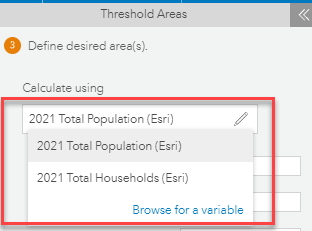 Threshold Areas
3 Define desired area(s).
Calculate using
2021 Total Population (Esri)
2021 Total Population (Esri)
2021 Total Households (Esri)
Browse for a variable